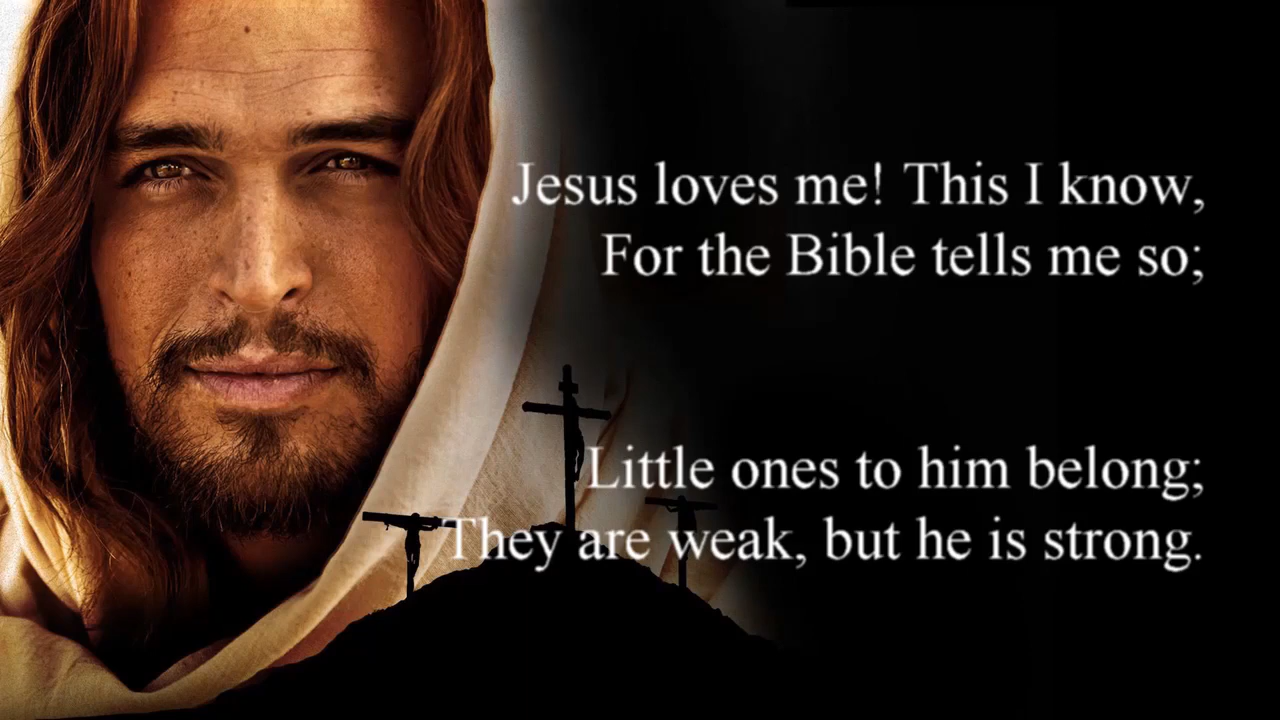 Jesus loves me! This I know,
For the Bible tells me so;
Little ones to him belong;
They are weak, but he is strong.